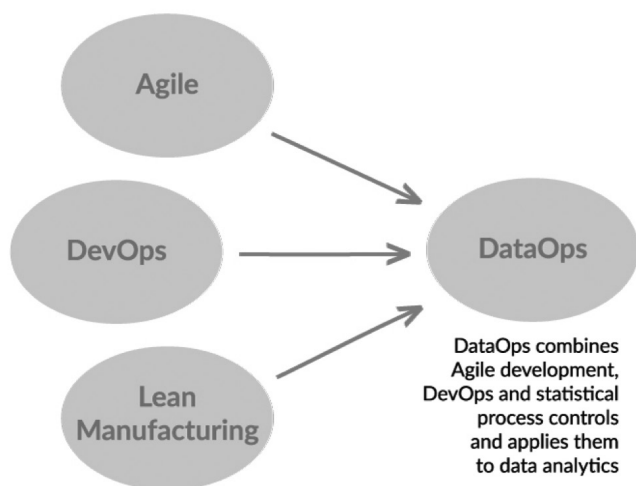 Agile
DevOps
DataOps
Lean
Manufacturing
DataOps combines
Agile development,
DevOps and statistical
process controls
and applies them
to data analytics